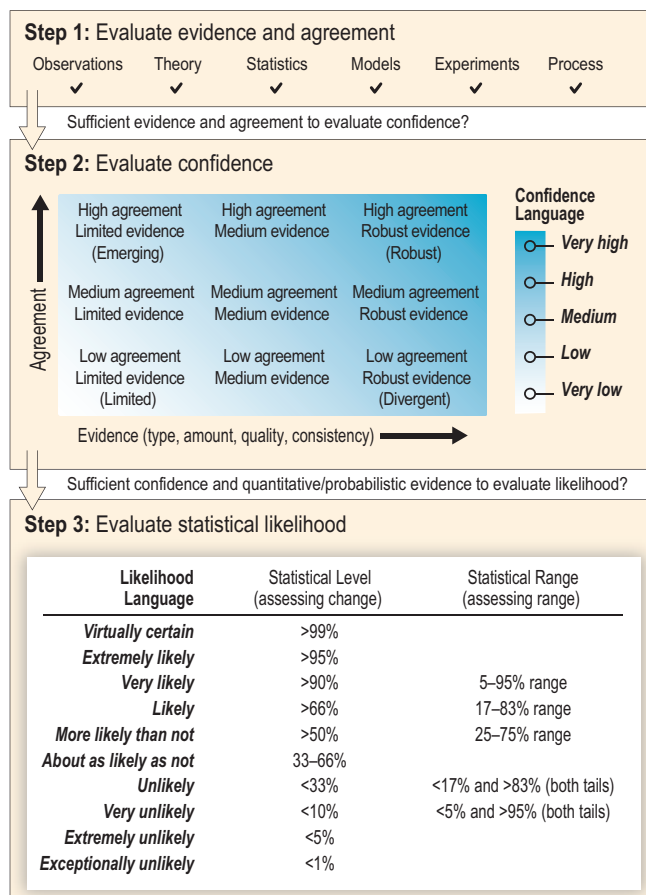 Step 1: Evaluate evidence and agreement
Observations Theory Statistics Models Experiments Process
✓ ✓ ✓ ✓ ✓ ✓
Sufficient evidence and agreement to evaluate confidence?
Step 2: Evaluate confidence
Agreement
High agreement High agreement High agreement
Limited evidence Medium evidence Robust evidence
(Emerging) (Robust)
Medium agreement Medium agreement Medium agreement
Limited evidence Medium evidence Robust evidence
Low agreement Low agreement Low agreement
Limited evidence Medium evidence Robust evidence
(Limited) (Divergent)
Evidence (type, amount, quality, consistency)
Confidence
Language
Very high
High
Medium
Low
Very low
Sufficient confidence and quantitative/probabilistic evidence to evaluate likelihood?
Step 3: Evaluate statistical likelihood
Likelihood Statistical Level Statistical Range
Language (assessing change) (assessing range)
Virtually certain >99%
Extremely likely >95%
Very likely >90% 5–95% range
Likely >66% 17–83% range
More likely than not >50% 25–75% range
About as likely as not 33–66%
Unlikely <33% <17% and >83% (both tails)
Very unlikely <10% <5% and >95% (both tails)
Extremely unlikely <5%
Exceptionally unlikely <1%